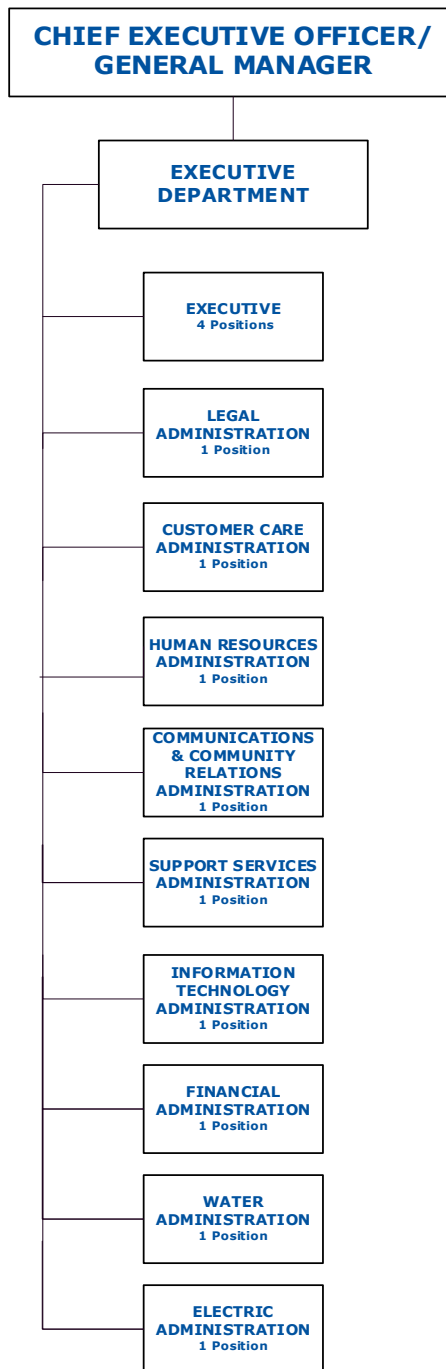 CHIEF EXECUTIVE OFFICER/
GENERAL MANAGER
EXECUTIVE
DEPARTMENT
EXECUTIVE
4 Positions
LEGAL
ADMINISTRATION
1 Position
CUSTOMER CARE
ADMINISTRATION
1 Position
HUMAN RESOURCES
ADMINISTRATION
1 Position
COMMUNICATIONS
& COMMUNITY
RELATIONS
ADMINISTRATION
1 Position
SUPPORT SERVICES
ADMINISTRATION
1 Position
INFORMATION
TECHNOLOGY
ADMINISTRATION
1 Position
FINANCIAL
ADMINISTRATION
1 Position
WATER
ADMINISTRATION
1 Position
ELECTRIC
ADMINISTRATION
1 Position